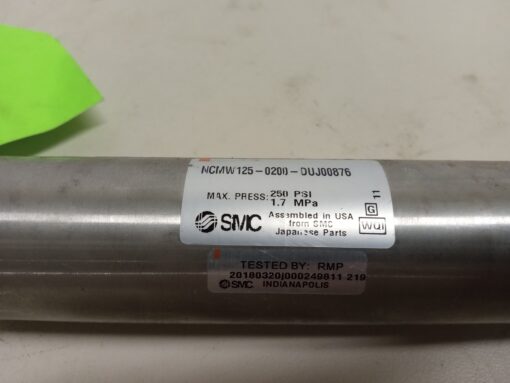 NCMW125-0200-DUJ00876
MAX. PRESS. 250 PSI
1.7 MPa
SMC
Assembled in USA
from SMC
Japanese Parts
11
G
WUI
TESTED BY: RMP
20180320J000249811-219
SMC INDIANAPOLIS